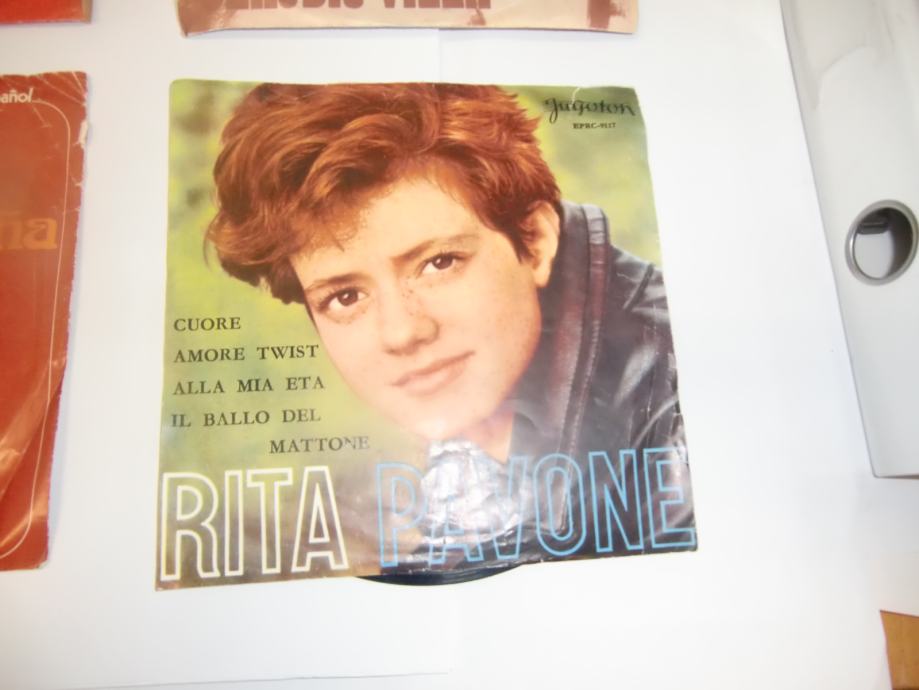 Jugoton
EPRC-9117
CUORE
AMORE TWIST
ALLA MIA ETA
IL BALLO DEL
MATTONE
RITA PAVONE